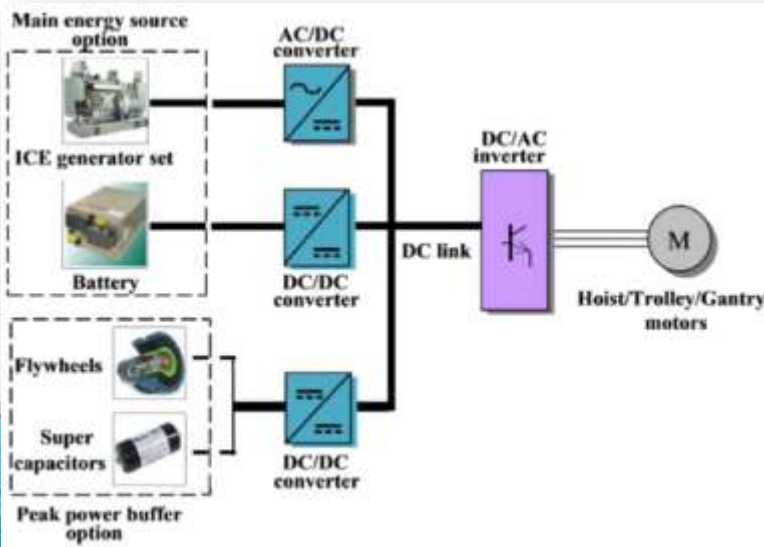 Main energy source
option
AC/DC
converter
ICE generator set
DC/AC
inverter
Battery
DC/DC
converter
DC link
M
Hoist/Trolley/Gantry
motors
Flywheels
Super
capacitors
DC/DC
converter
Peak power buffer
option